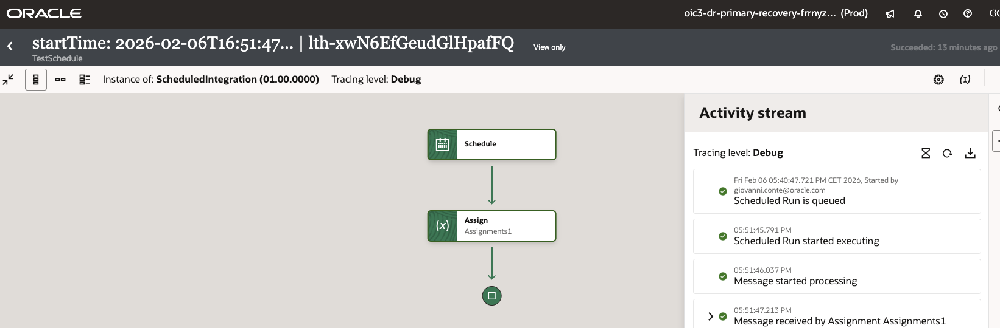 ORACLE
oic3-dr-primary-recovery-frrnyz... (Prod)
startTime: 2026-02-06T16:51:47... | lth-xwN6EfGeudGlHpafFQ
View only
Succeeded: 13 minutes ago
TestSchedule
Instance of: ScheduledIntegration (01.00.0000)
Tracing level: Debug
(I)
Schedule
(x)
Assign
Assignments1
Activity stream
Tracing level: Debug
Fri Feb 06 05:40:47.721 PM CET 2026, Started by
giovanni.conte@oracle.com
Scheduled Run is queued
05:51:45.791 PM
Scheduled Run started executing
05:51:46.037 PM
Message started processing
05:51:47.213 PM
Message received by Assignment Assignments1